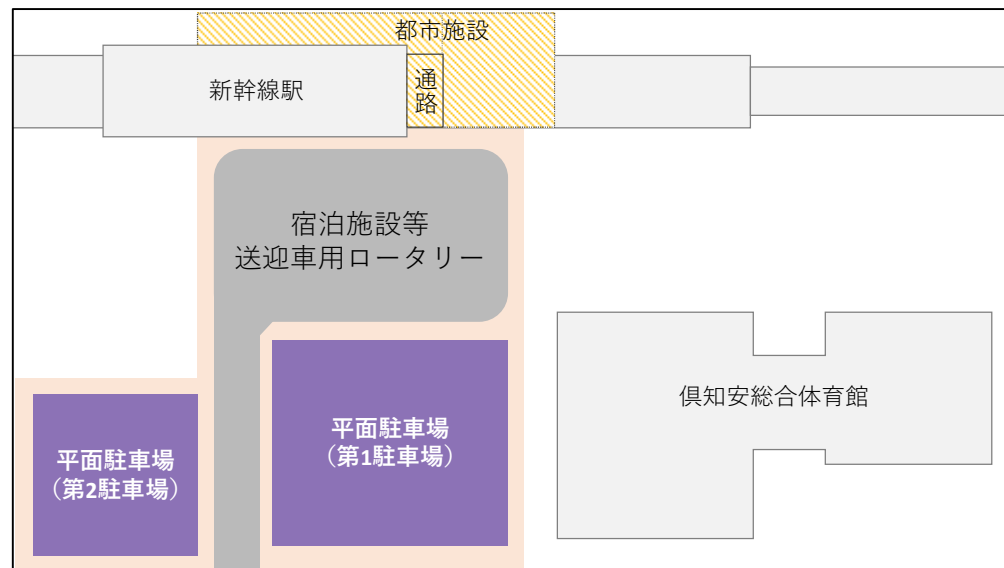 都市施設
新幹線駅
通
路
宿泊施設等
送迎車用ロータリー
倶知安総合体育館
平面駐車場
（第1駐車場）
平面駐車場
（第2駐車場）